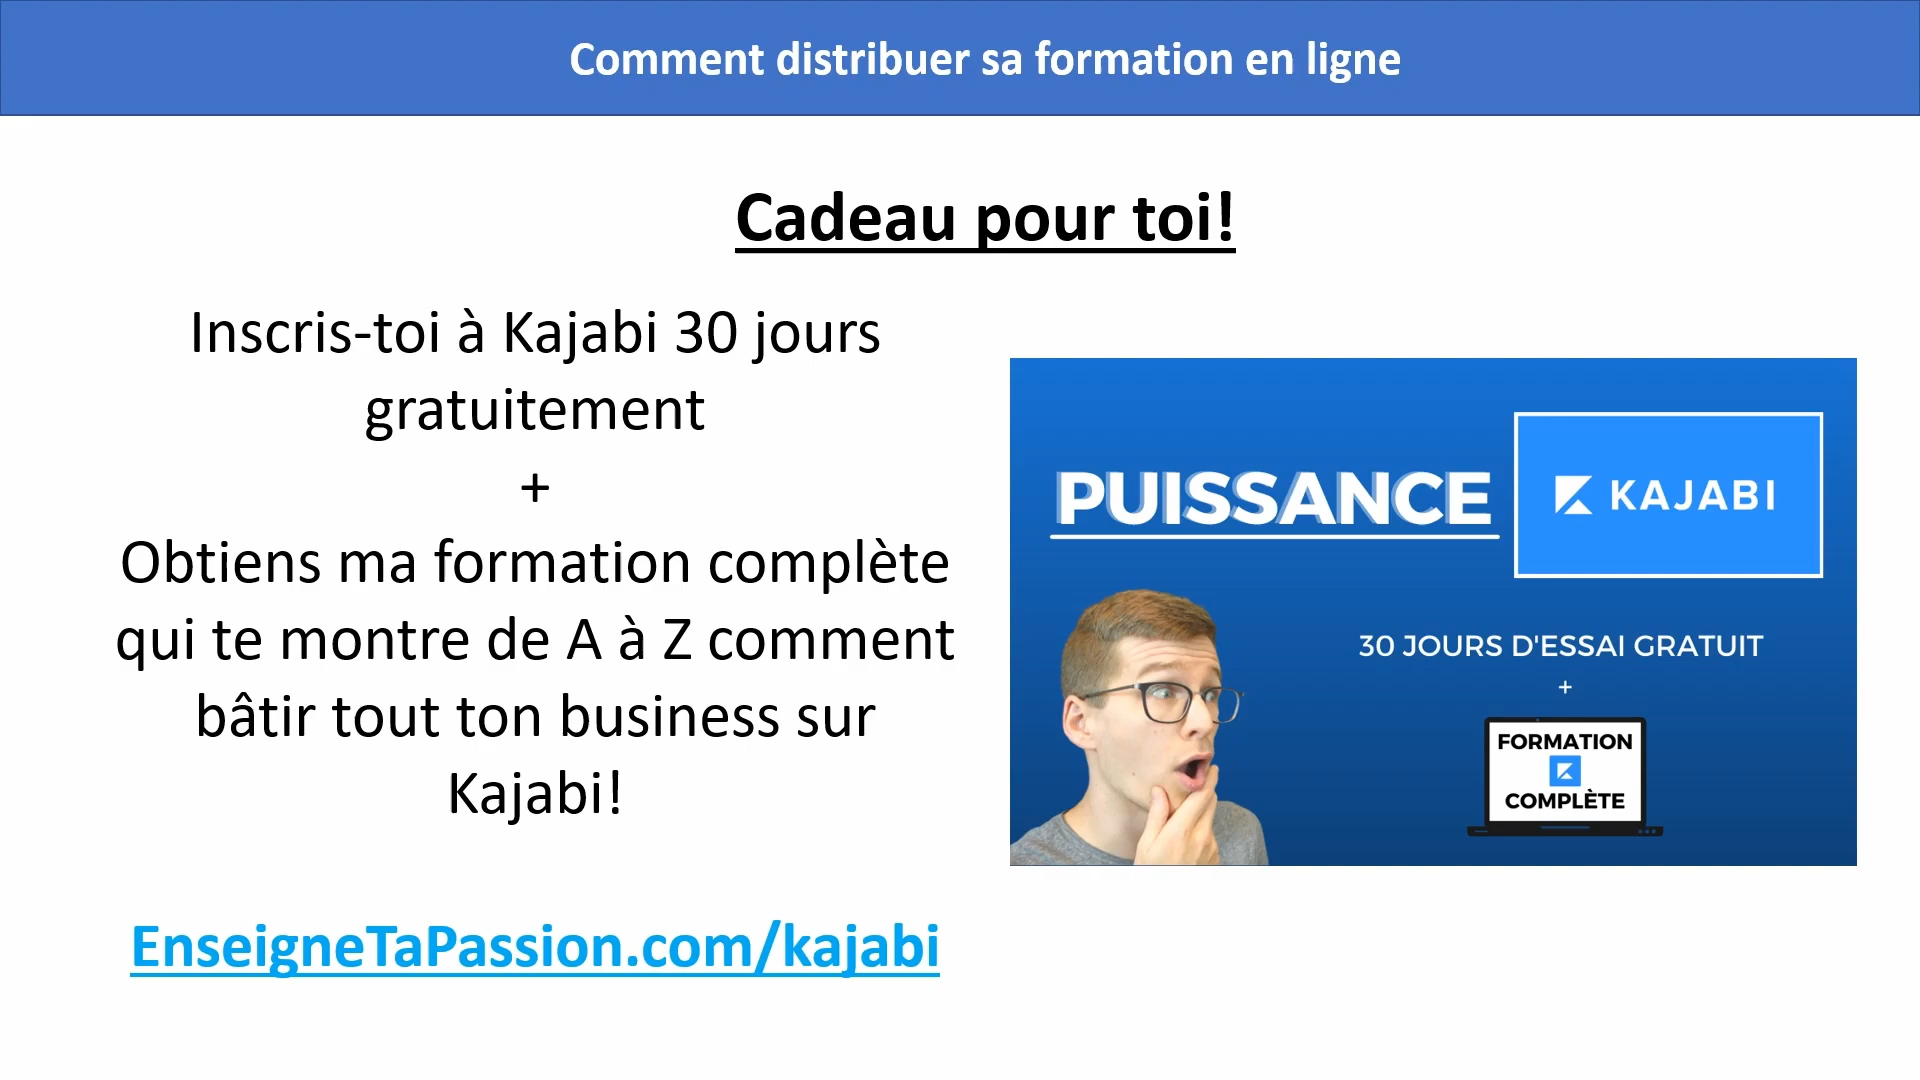 Comment distribuer sa formation en ligne
Cadeau pour toi!
Inscris-toi à Kajabi 30 jours
gratuitement
+
Obtiens ma formation complète
qui te montre de A à Z comment
bâtir tout ton business sur
Kajabi!
EnseigneTaPassion.com/kajabi
PUISSANCE
KAJABI
30 JOURS D'ESSAI GRATUIT
+
FORMATION
COMPLÈTE